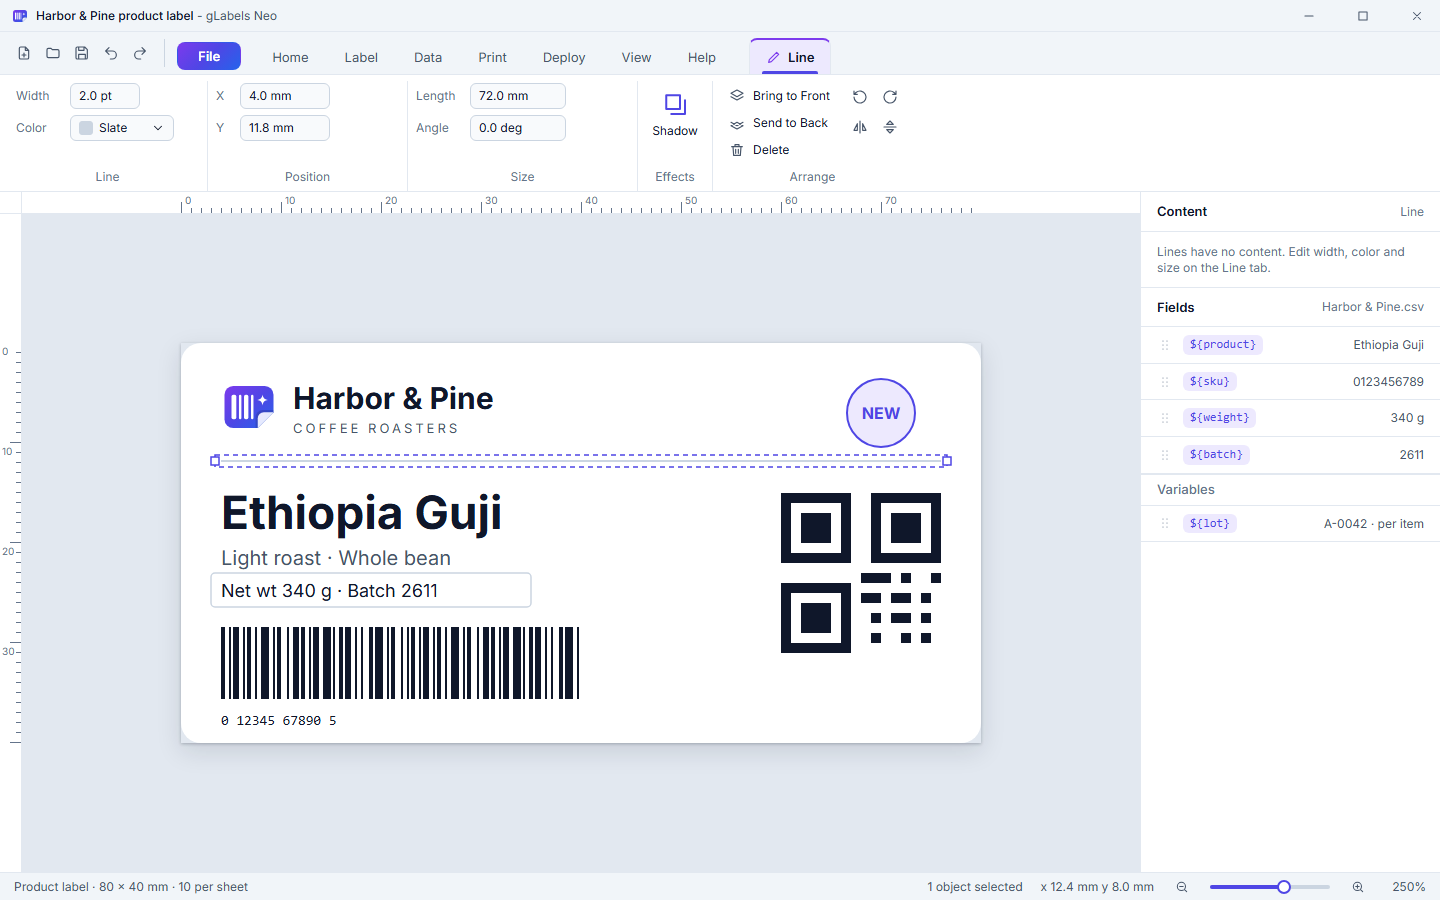 Harbor & Pine product label - gLabels Neo
File
Home
Label
Data
Print
Deploy
View
Help
Line
Width
2.0 pt
X
4.0 mm
Length
72.0 mm
Bring to Front
Color
Slate
Y
11.8 mm
Angle
0.0 deg
Shadow
Send to Back
Delete
Line
Position
Size
Effects
Arrange
0
10
20
30
40
50
60
70
0
10
20
30
Harbor & Pine
COFFEE ROASTERS
NEW
Ethiopia Guji
Light roast · Whole bean
Net wt 340 g · Batch 2611
0 12345 67890 5
Content
Line
Lines have no content. Edit width, color and
size on the Line tab.
Fields
Harbor & Pine.csv
${product}
Ethiopia Guji
${sku}
0123456789
${weight}
340 g
${batch}
2611
Variables
${lot}
A-0042 · per item
Product label · 80 × 40 mm · 10 per sheet
1 object selected
x 12.4 mm y 8.0 mm
250%